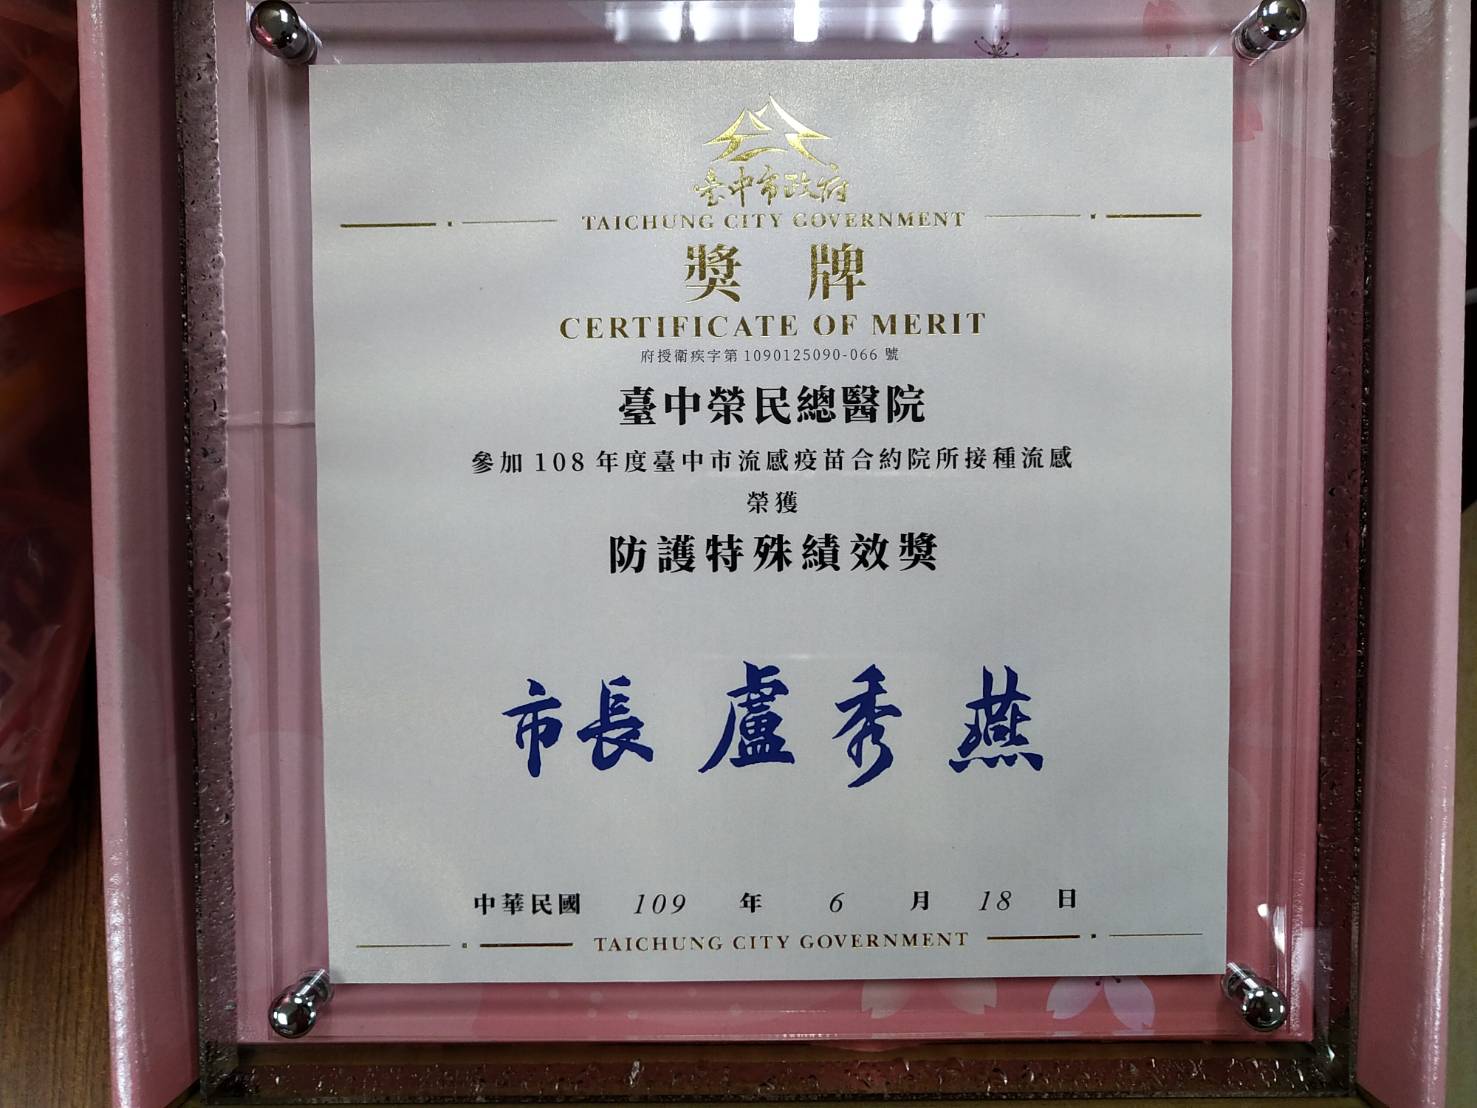 臺中市政府
TAICHUNG CITY GOVERNMENT
獎牌
CERTIFICATE OF MERIT
府授衛疾字第1090125090-066號
臺中榮民總醫院
參加108年度臺中市流感疫苗合約院所接種流感
榮獲
防護特殊績效獎
市長 盧秀燕
中華民國 109 年 6 月 18 日
TAICHUNG CITY GOVERNMENT